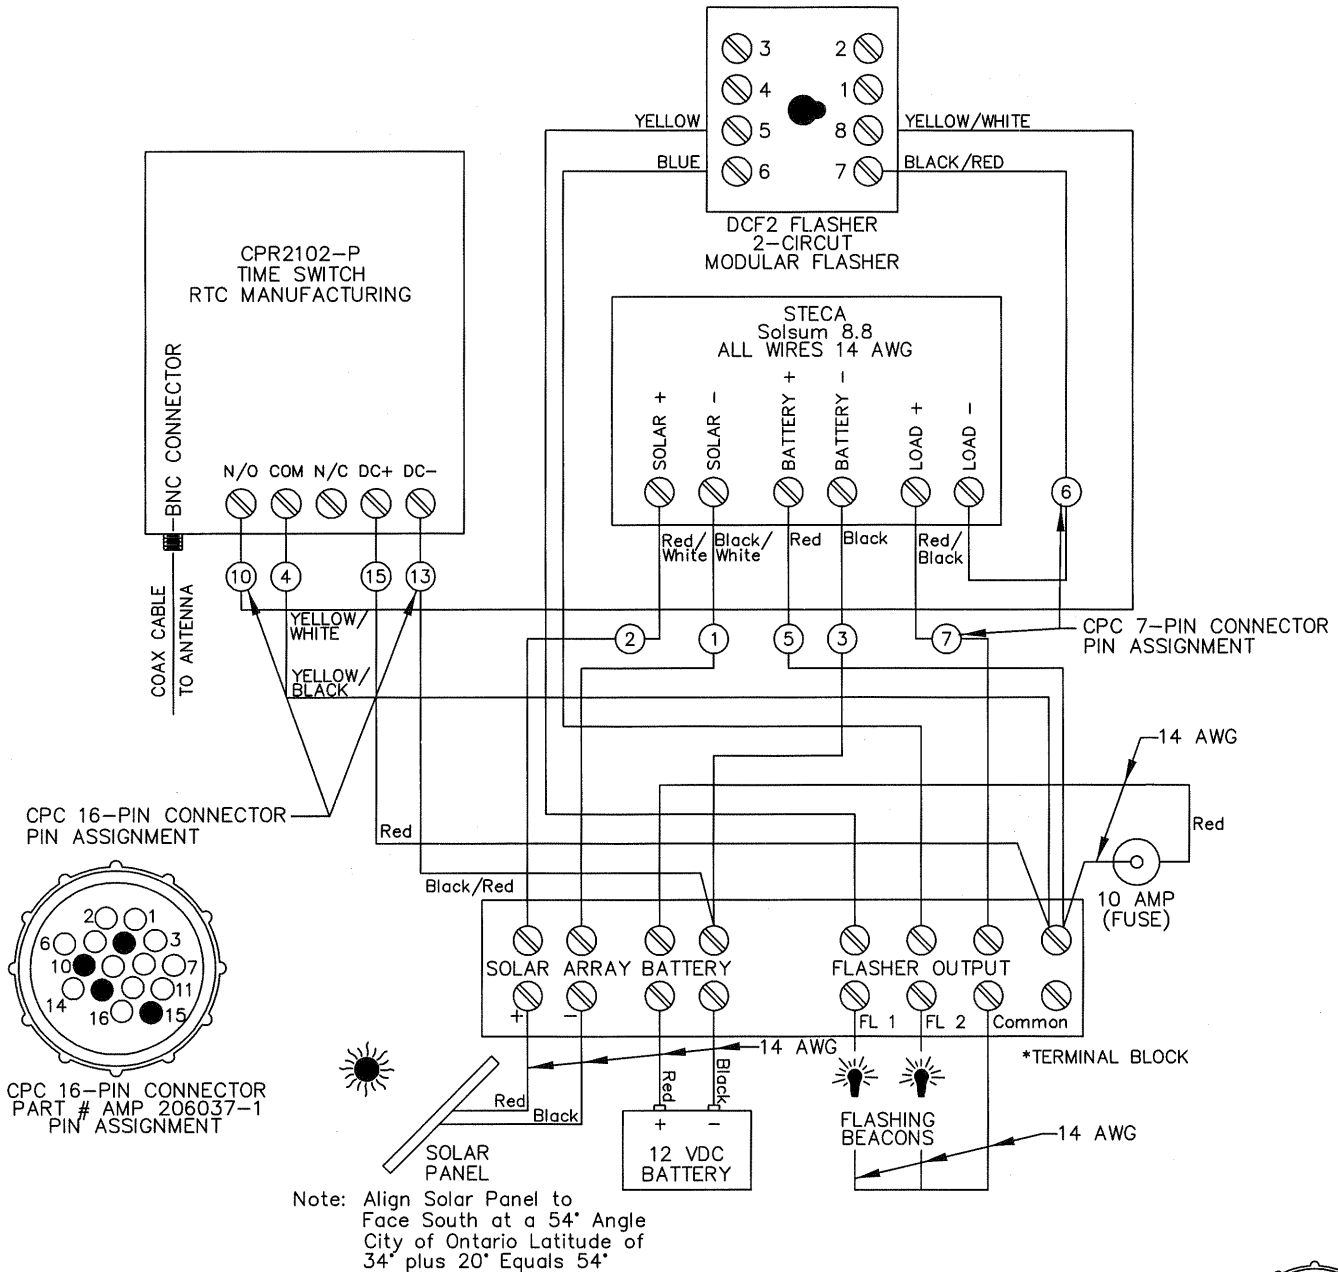 3
2
4
1
YELLOW
5
8
YELLOW/WHITE
BLUE
6
7
BLACK/RED
DCF2 FLASHER
2-CIRCUT
MODULAR FLASHER
CPR2102-P
TIME SWITCH
RTC MANUFACTURING
BNC CONNECTOR
N/O COM N/C DC+ DC-
COAX CABLE
TO ANTENNA
10
4
15
13
STECA
Solsum 8.8
ALL WIRES 14 AWG
SOLAR +
SOLAR -
BATTERY +
BATTERY -
LOAD +
LOAD -
6
Red/
White
Black/
White
Red
Black
Red/
Black
YELLOW/
WHITE
2
1
5
3
7
CPC 7-PIN CONNECTOR
PIN ASSIGNMENT
YELLOW/
BLACK
14 AWG
CPC 16-PIN CONNECTOR
PIN ASSIGNMENT
Red
Red
Black/Red
10 AMP
(FUSE)
2
1
6
3
10
7
14
11
16
15
CPC 16-PIN CONNECTOR
PART # AMP 206037-1
PIN ASSIGNMENT
SOLAR ARRAY BATTERY
FLASHER OUTPUT
+
-
FL 1
FL 2
Common
*TERMINAL BLOCK
14 AWG
Red
Black
Red
Black
+ -
12 VDC
BATTERY
SOLAR
PANEL
FLASHING
BEACONS
14 AWG
Note: Align Solar Panel to
Face South at a 54° Angle
City of Ontario Latitude of
34° plus 20° Equals 54°